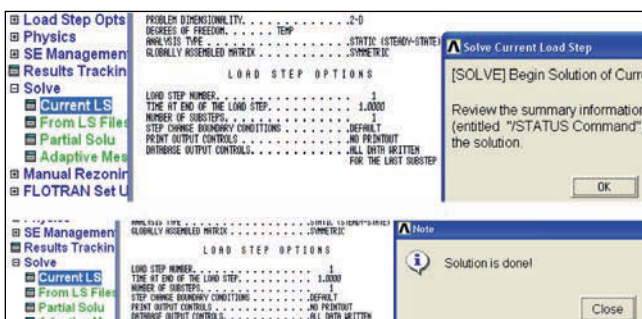 Load Step Opts
Physics
SE Managemen
Results Trackin
Solve
Current LS
From LS Files
Partial Solu
Adaptive Mes
Manual Rezonin
FLOTRAN Set U
PROBLEM DIMENSIONALITY. . . . . . . . . . . . .2-D
DEGREES OF FREEDOM. . . . . . TEMP
ANALYSIS TYPE . . . . . . . . . . . . . . . . .STATIC (STEADY-STATE)
GLOBALLY ASSEMBLED MATRIX . . . . . . . . . . .SYMMETRIC
L O A D   S T E P   O P T I O N S
LOAD STEP NUMBER. . . . . . . . . . . . . . . . 1
TIME AT END OF THE LOAD STEP. . . . . . . . . . 1.0000
NUMBER OF SUBSTEPS. . . . . . . . . . . . . . . 1
STEP CHANGE BOUNDARY CONDITIONS . . . . . . . .DEFAULT
PRINT OUTPUT CONTROLS . . . . . . . . . . . . .NO PRINTOUT
DATABASE OUTPUT CONTROLS. . . . . . . . . . . .ALL DATA WRITTEN
FOR THE LAST SUBSTEP
Solve Current Load Step
[SOLVE] Begin Solution of Curre
Review the summary information
(entitled "/STATUS Command"
the solution.
OK
SE Managemen
Results Trackin
Solve
Current LS
From LS Files
Partial Solu
ANALYSIS TYPE . . . . . . . . . . . . . . . . .STATIC (STEADY-STATE)
GLOBALLY ASSEMBLED MATRIX . . . . . . . . . . .SYMMETRIC
L O A D   S T E P   O P T I O N S
LOAD STEP NUMBER. . . . . . . . . . . . . . . . 1
TIME AT END OF THE LOAD STEP. . . . . . . . . . 1.0000
NUMBER OF SUBSTEPS. . . . . . . . . . . . . . . 1
STEP CHANGE BOUNDARY CONDITIONS . . . . . . . .DEFAULT
PRINT OUTPUT CONTROLS . . . . . . . . . . . . .NO PRINTOUT
DATABASE OUTPUT CONTROLS. . . . . . . . . . . .ALL DATA WRITTEN
Note
Solution is done!
Close